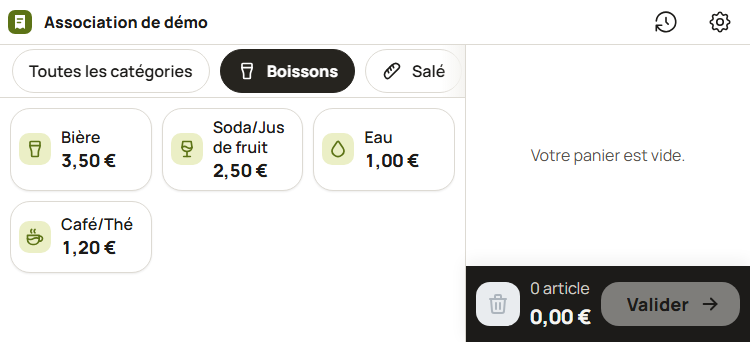 Association de démo
Toutes les catégories
Boissons
Salé
Bière
3,50 €
Soda/Jus
de fruit
2,50 €
Eau
1,00 €
Café/Thé
1,20 €
Votre panier est vide.
0 article
0,00 €
Valider